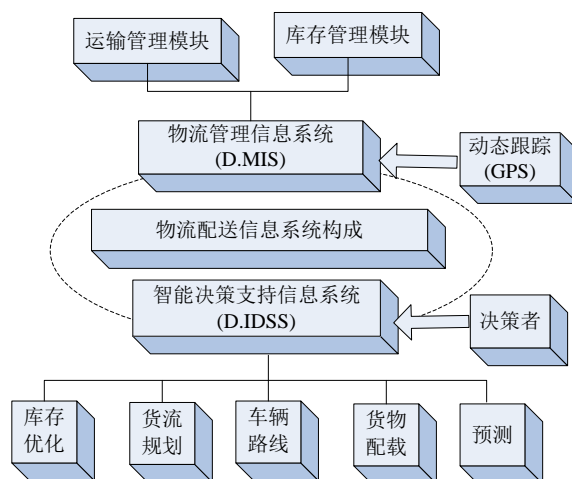 运输管理模块
库存管理模块
物流管理信息系统
(D.MIS)
动态跟踪
(GPS)
物流配送信息系统构成
智能决策支持信息系统
(D.IDSS)
决策者
库存
优化
货流
规划
车辆
路线
货物
配载
预测